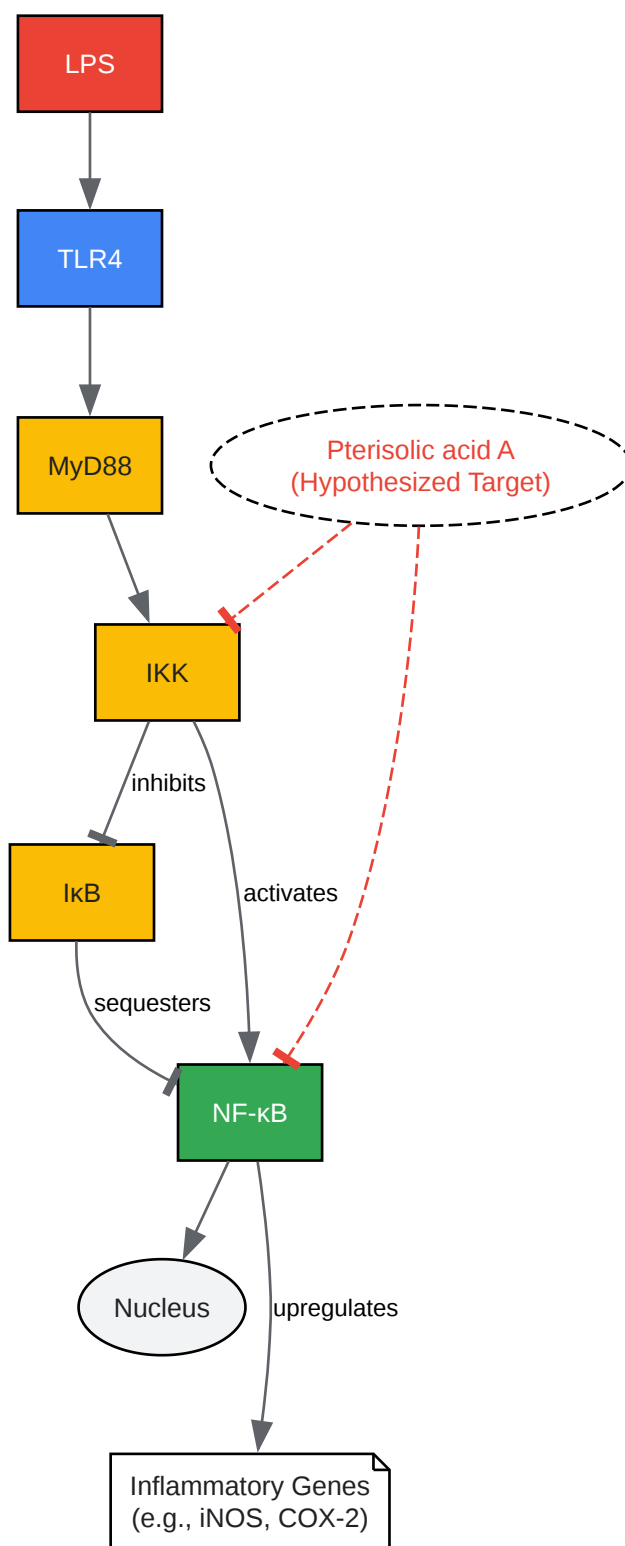 LPS
TLR4
MyD88
Pterisolic acid A
(Hypothesized Target)
IKK
inhibits
IκB
activates
sequesters
NF-κB
Nucleus
upregulates
Inflammatory Genes
(e.g., iNOS, COX-2)